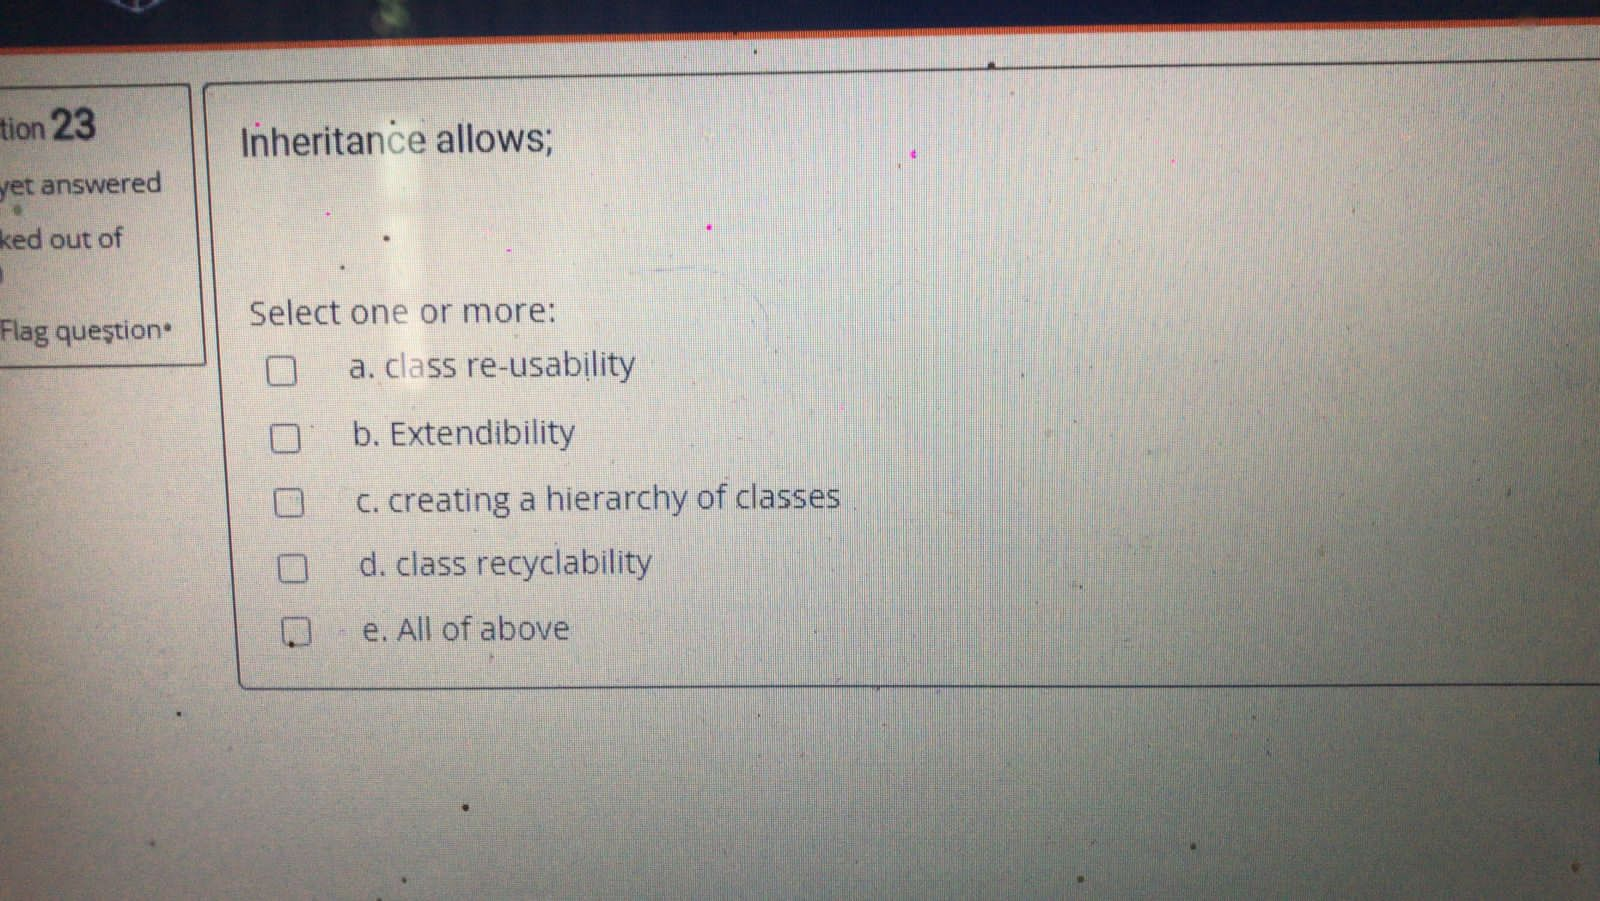 tion 23
yet answered
ked out of
Flag question
Inheritance allows;
Select one or more:
a. class re-usability
b. Extendibility
c. creating a hierarchy of classes
d. class recyclability
e. All of above